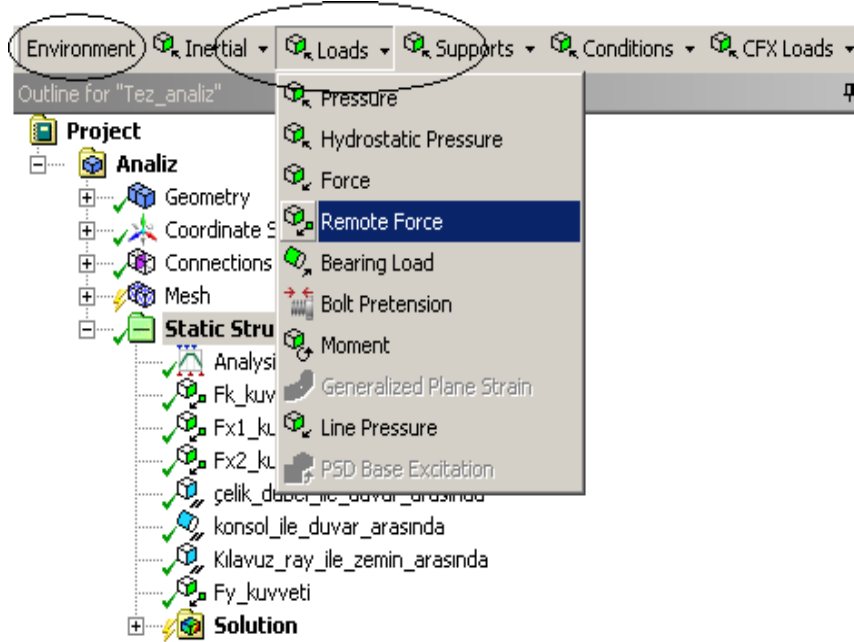 Environment Inertial Loads Supports Conditions CFX Loads
Outline for "Tez_analiz"
Project
Analiz
Geometry
Coordinate S
Connections
Mesh
Static Stru
Analysi
Fk_kuv
Fx1_ku
Fx2_ku
çelik_dubel_ile_duvar_arasında
konsol_ile_duvar_arasında
Kılavuz_ray_ile_zemin_arasında
Fy_kuvveti
Solution
Pressure
Hydrostatic Pressure
Force
Remote Force
Bearing Load
Bolt Pretension
Moment
Generalized Plane Strain
Line Pressure
PSD Base Excitation